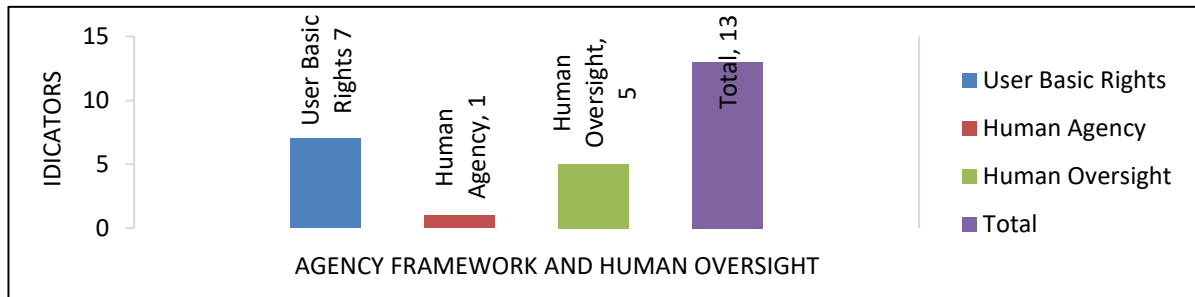 15
10
5
0
IDICATORS
User Basic
Rights 7
Human
Agency, 1
Human
Oversight,
5
Total, 13
AGENCY FRAMEWORK AND HUMAN OVERSIGHT
User Basic Rights
Human Agency
Human Oversight
Total